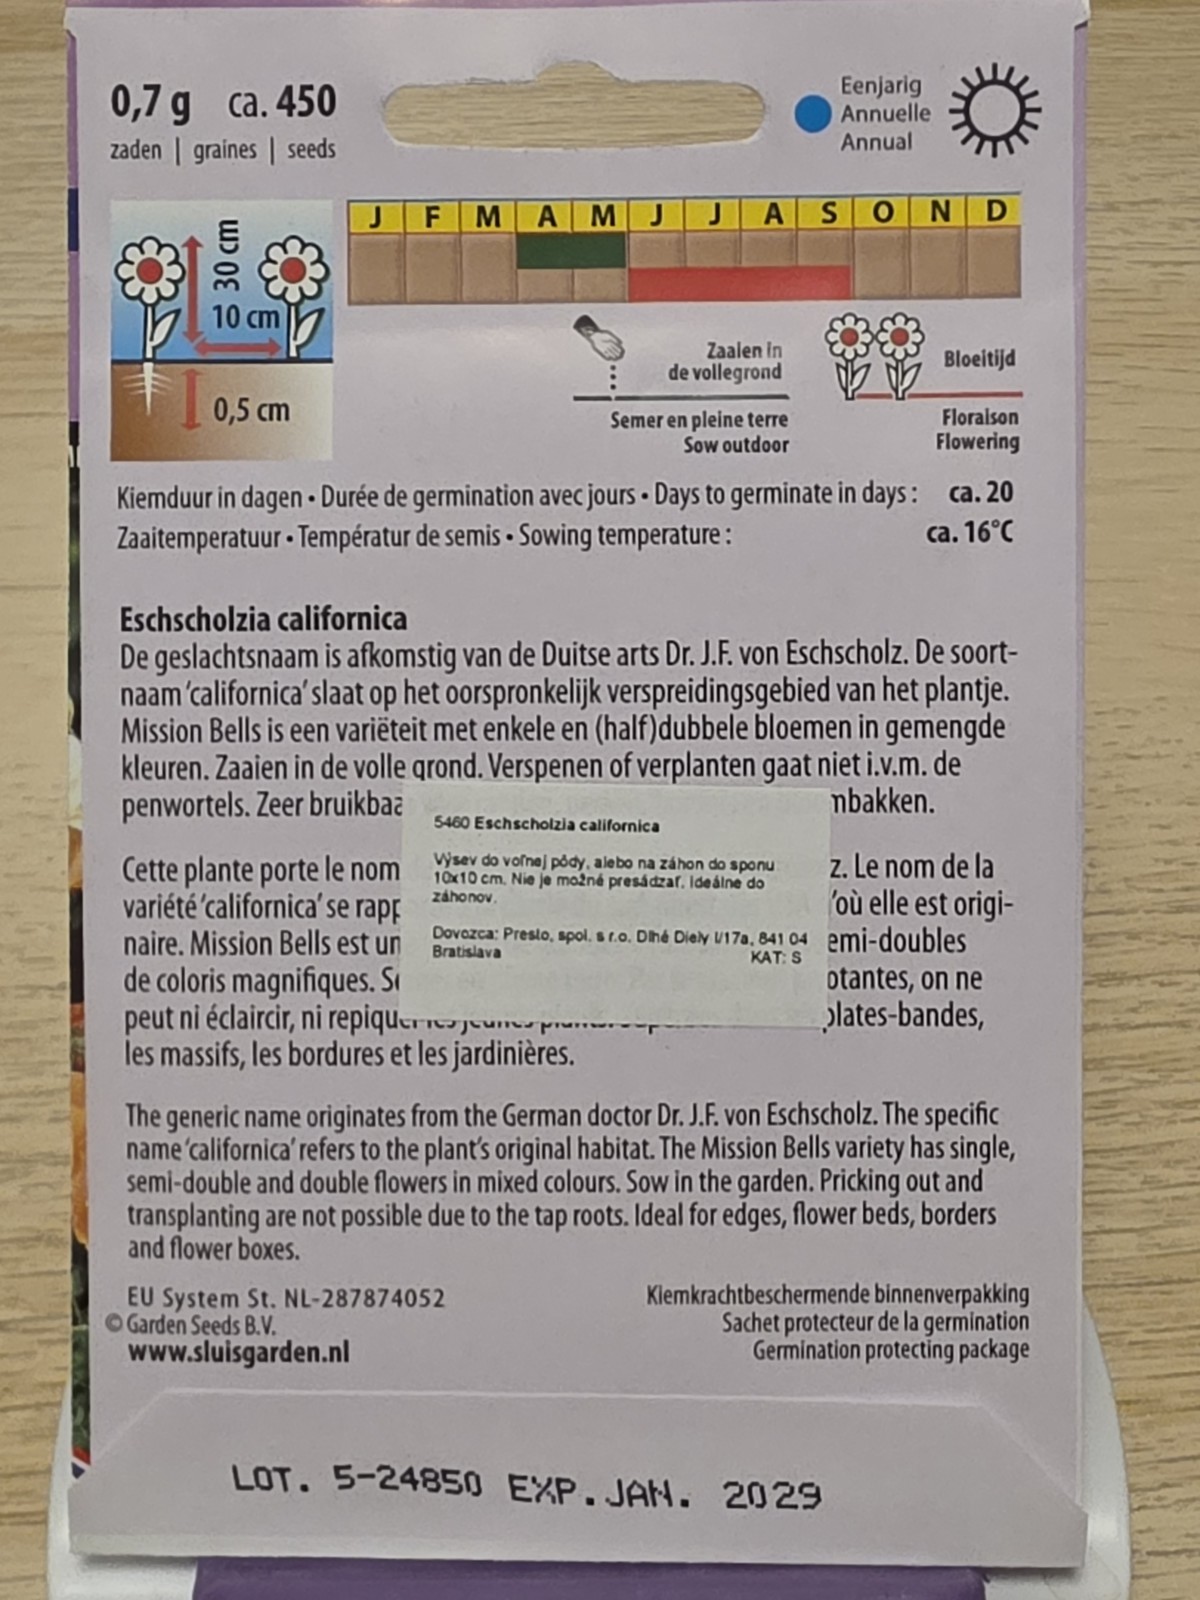 0,7 g ca. 450
zaden | graines | seeds
Eenjarig
Annuelle
Annual
30 cm
10 cm
0,5 cm
J F M A M J J A S O N D
Zaaien in
de vollegrond
Semer en pleine terre
Sow outdoor
Bloeitijd
Floraison
Flowering
Kiemduur in dagen • Durée de germination avec jours • Days to germinate in days : ca. 20
Zaaitemperatuur • Températur de semis • Sowing temperature : ca. 16°C
Eschscholzia californica
De geslachtsnaam is afkomstig van de Duitse arts Dr. J.F. von Eschscholz. De soort-
naam 'californica' slaat op het oorspronkelijk verspreidingsgebied van het plantje.
Mission Bells is een variëteit met enkele en (half)dubbele bloemen in gemengde
kleuren. Zaaien in de volle grond. Verspenen of verplanten gaat niet i.v.m. de
penwortels. Zeer bruikbaa mbakken.
Cette plante porte le nom z. Le nom de la
variété 'californica' se rapp 'où elle est origi-
naire. Mission Bells est un emi-doubles
de coloris magnifiques. Se otantes, on ne
peut ni éclaircir, ni repiquer les jeunes plants. plates-bandes,
les massifs, les bordures et les jardinières.
5460 Eschscholzia californica
Výsev do voľnej pôdy, alebo na záhon do sponu
10x10 cm. Nie je možné presádzať. Ideálne do
záhonov.
Dovozca: Preslo, spol. s r.o. Dlhé Diely I/17a, 841 04
Bratislava KAT: S
The generic name originates from the German doctor Dr. J.F. von Eschscholz. The specific
name 'californica' refers to the plant's original habitat. The Mission Bells variety has single,
semi-double and double flowers in mixed colours. Sow in the garden. Pricking out and
transplanting are not possible due to the tap roots. Ideal for edges, flower beds, borders
and flower boxes.
EU System St. NL-287874052
© Garden Seeds B.V.
www.sluisgarden.nl
Kiemkrachtbeschermende binnenverpakking
Sachet protecteur de la germination
Germination protecting package
LOT. 5-24850 EXP. JAN. 2029